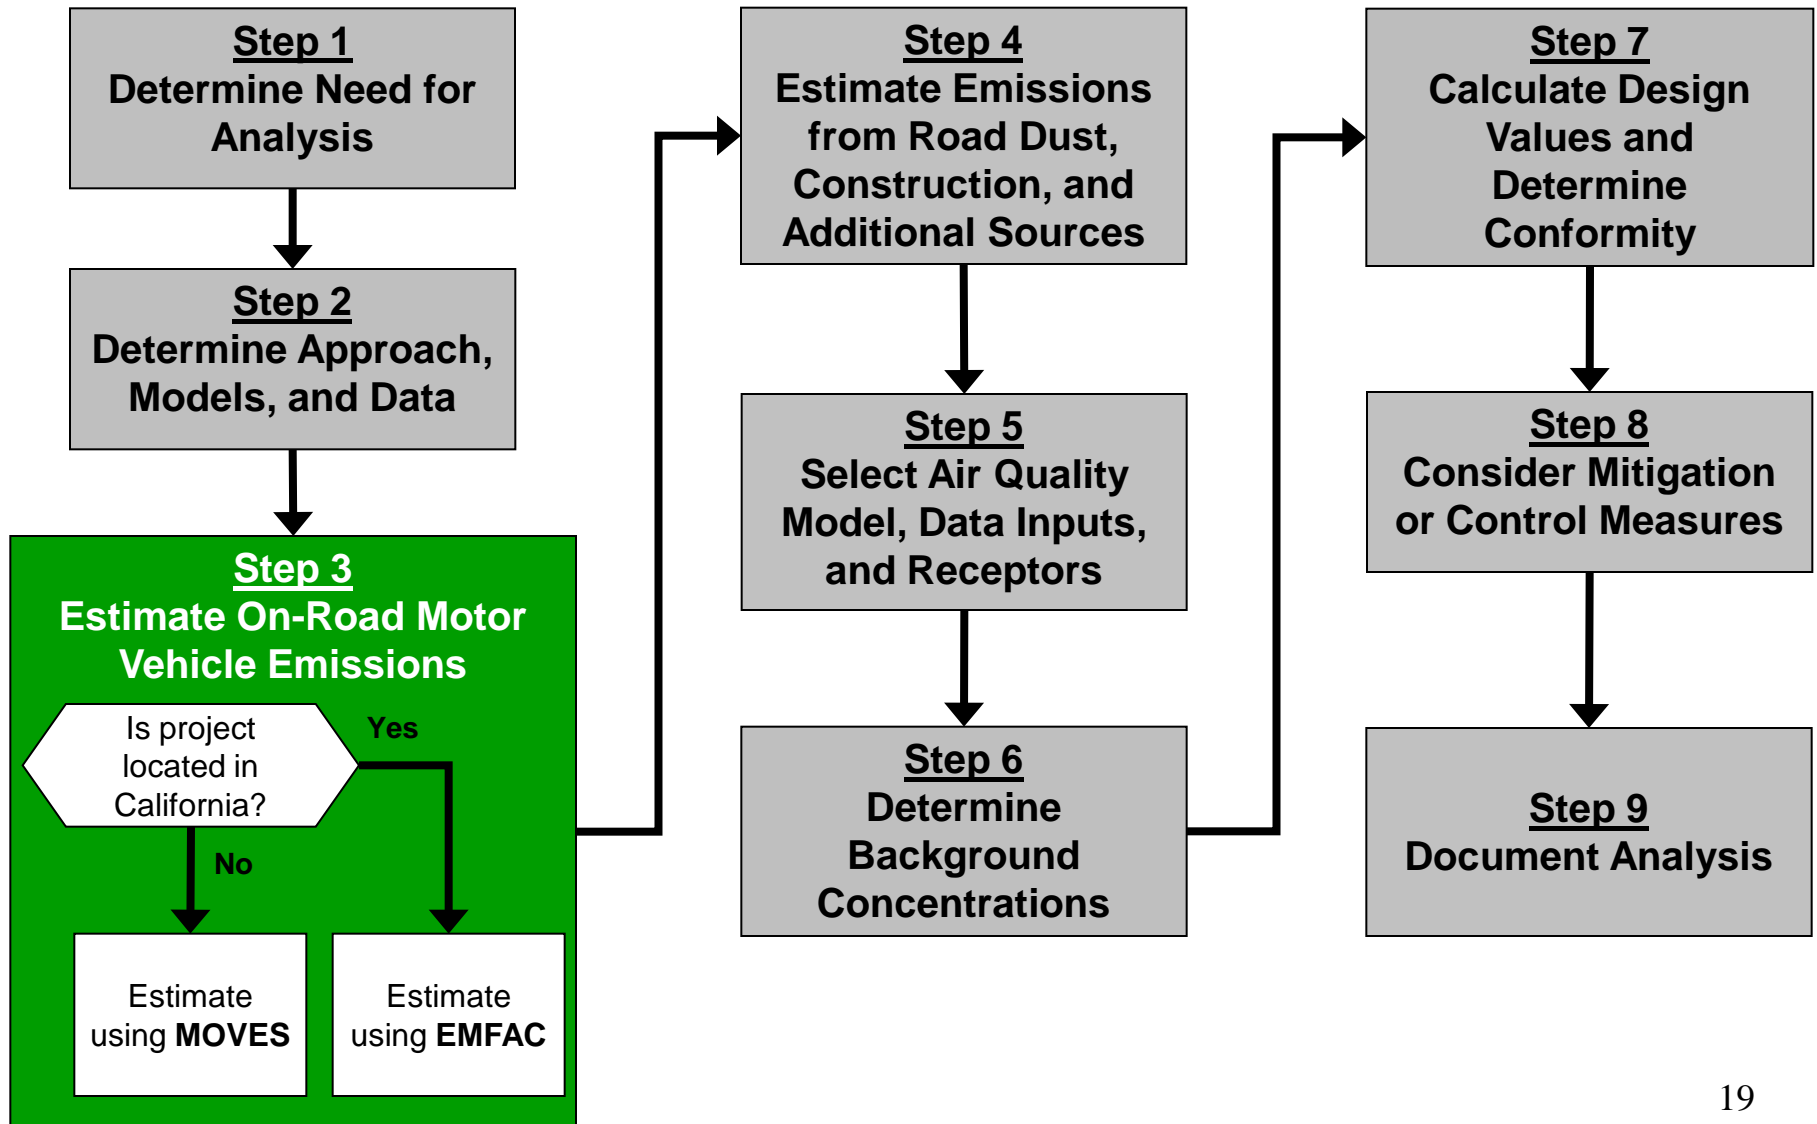 Step 1
Determine Need for
Analysis
Step 2
Determine Approach,
Models, and Data
Step 3
Estimate On-Road Motor
Vehicle Emissions
Is project
located in
California?
Yes
No
Estimate
using MOVES
Estimate
using EMFAC
Step 4
Estimate Emissions
from Road Dust,
Construction, and
Additional Sources
Step 5
Select Air Quality
Model, Data Inputs,
and Receptors
Step 6
Determine
Background
Concentrations
Step 7
Calculate Design
Values and
Determine
Conformity
Step 8
Consider Mitigation
or Control Measures
Step 9
Document Analysis
19